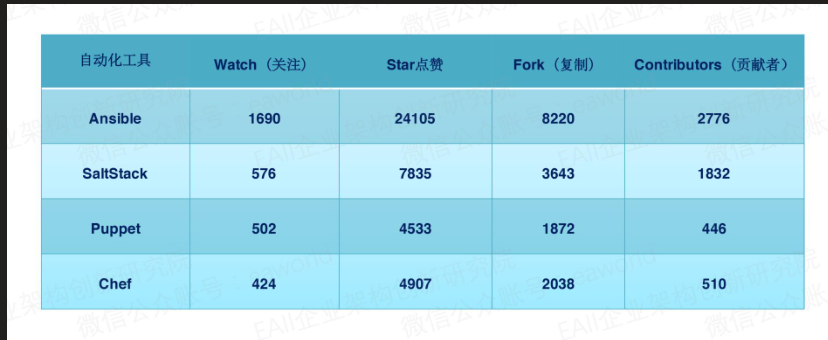 自动化工具 Watch（关注） Star点赞 Fork（复制） Contributors（贡献者）
Ansible 1690 24105 8220 2776
SaltStack 576 7835 3643 1832
Puppet 502 4533 1872 446
Chef 424 4907 2038 510